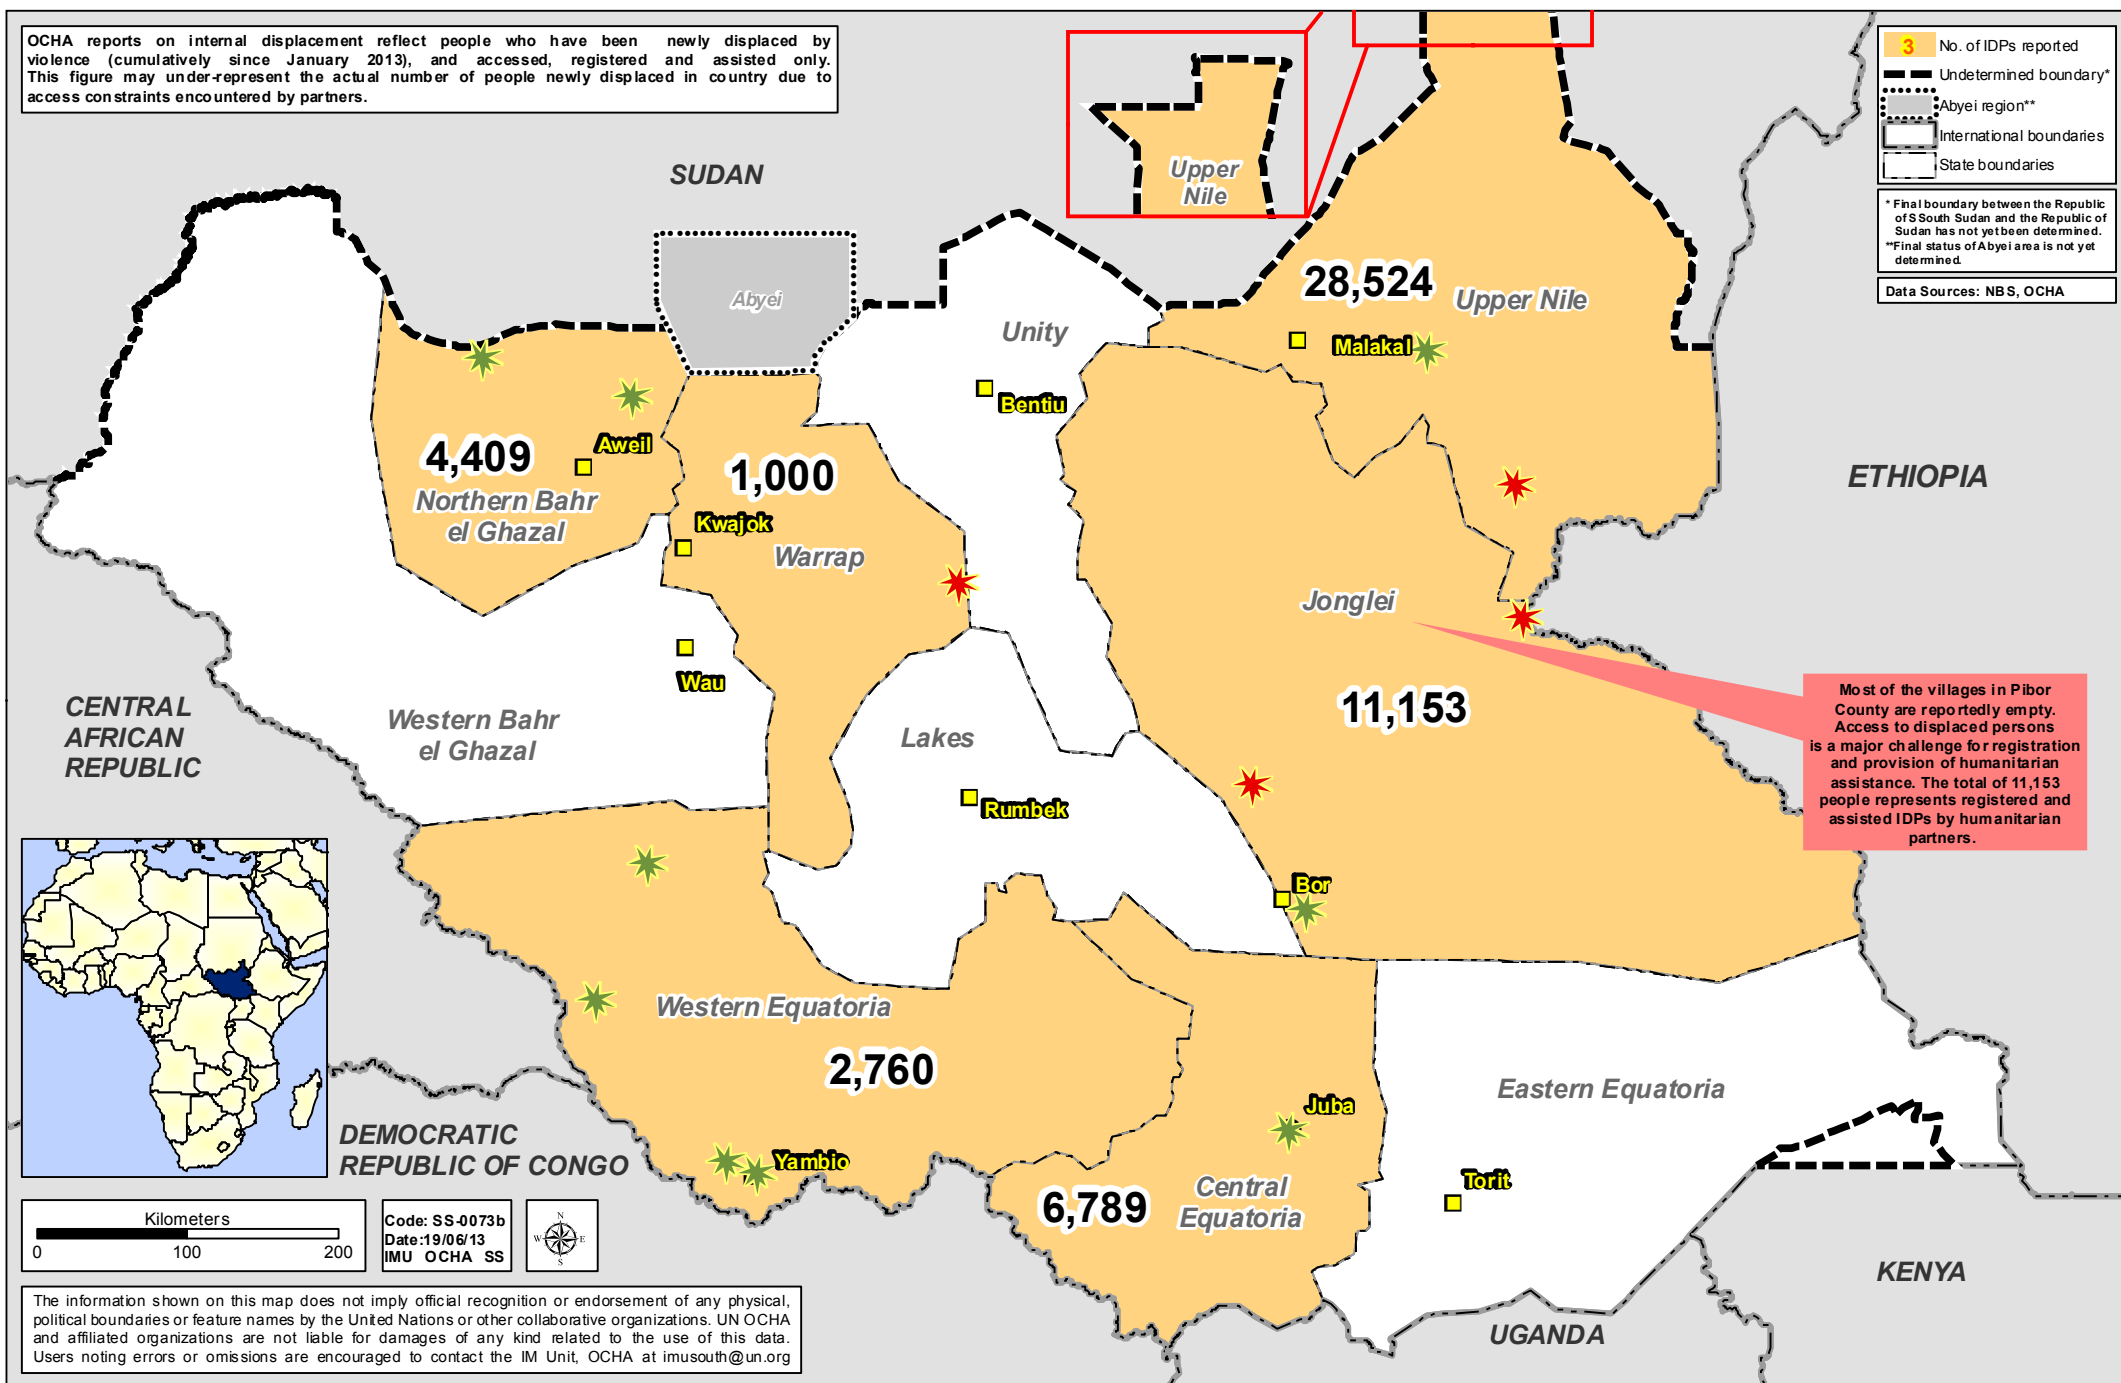 OCHA reports on internal displacement reflect people who have been newly displaced by
violence (cumulatively since January 2013), and accessed, registered and assisted only.
This figure may under-represent the actual number of people newly displaced in country due to
access constraints encountered by partners.
3 No. of IDPs reported
Undetermined boundary*
Abyei region**
International boundaries
State boundaries
* Final boundary between the Republic
of S South Sudan and the Republic of
Sudan has not yet been determined.
**Final status of Abyei area is not yet
determined.
Data Sources: NBS, OCHA
SUDAN
Upper
Nile
28,524
Upper Nile
Abyei
Unity
Malakal
Bentiu
4,409
Aweil
Northern Bahr
el Ghazal
1,000
Kwajok
Warrap
ETHIOPIA
Jonglei
Wau
CENTRAL
AFRICAN
REPUBLIC
Western Bahr
el Ghazal
Lakes
11,153
Most of the villages in Pibor
County are reportedly empty.
Access to displaced persons
is a major challenge for registration
and provision of humanitarian
assistance. The total of 11,153
people represents registered and
assisted IDPs by humanitarian
partners.
Rumbek
Bor
Western Equatoria
2,760
Eastern Equatoria
Juba
DEMOCRATIC
REPUBLIC OF CONGO
Yambio
6,789
Central
Equatoria
Torit
Kilometers
0 100 200
Code: SS-0073b
Date:19/06/13
IMU OCHA SS
N
W E
S
KENYA
UGANDA
The information shown on this map does not imply official recognition or endorsement of any physical,
political boundaries or feature names by the United Nations or other collaborative organizations. UN OCHA
and affiliated organizations are not liable for damages of any kind related to the use of this data.
Users noting errors or omissions are encouraged to contact the IM Unit, OCHA at imusouth@un.org